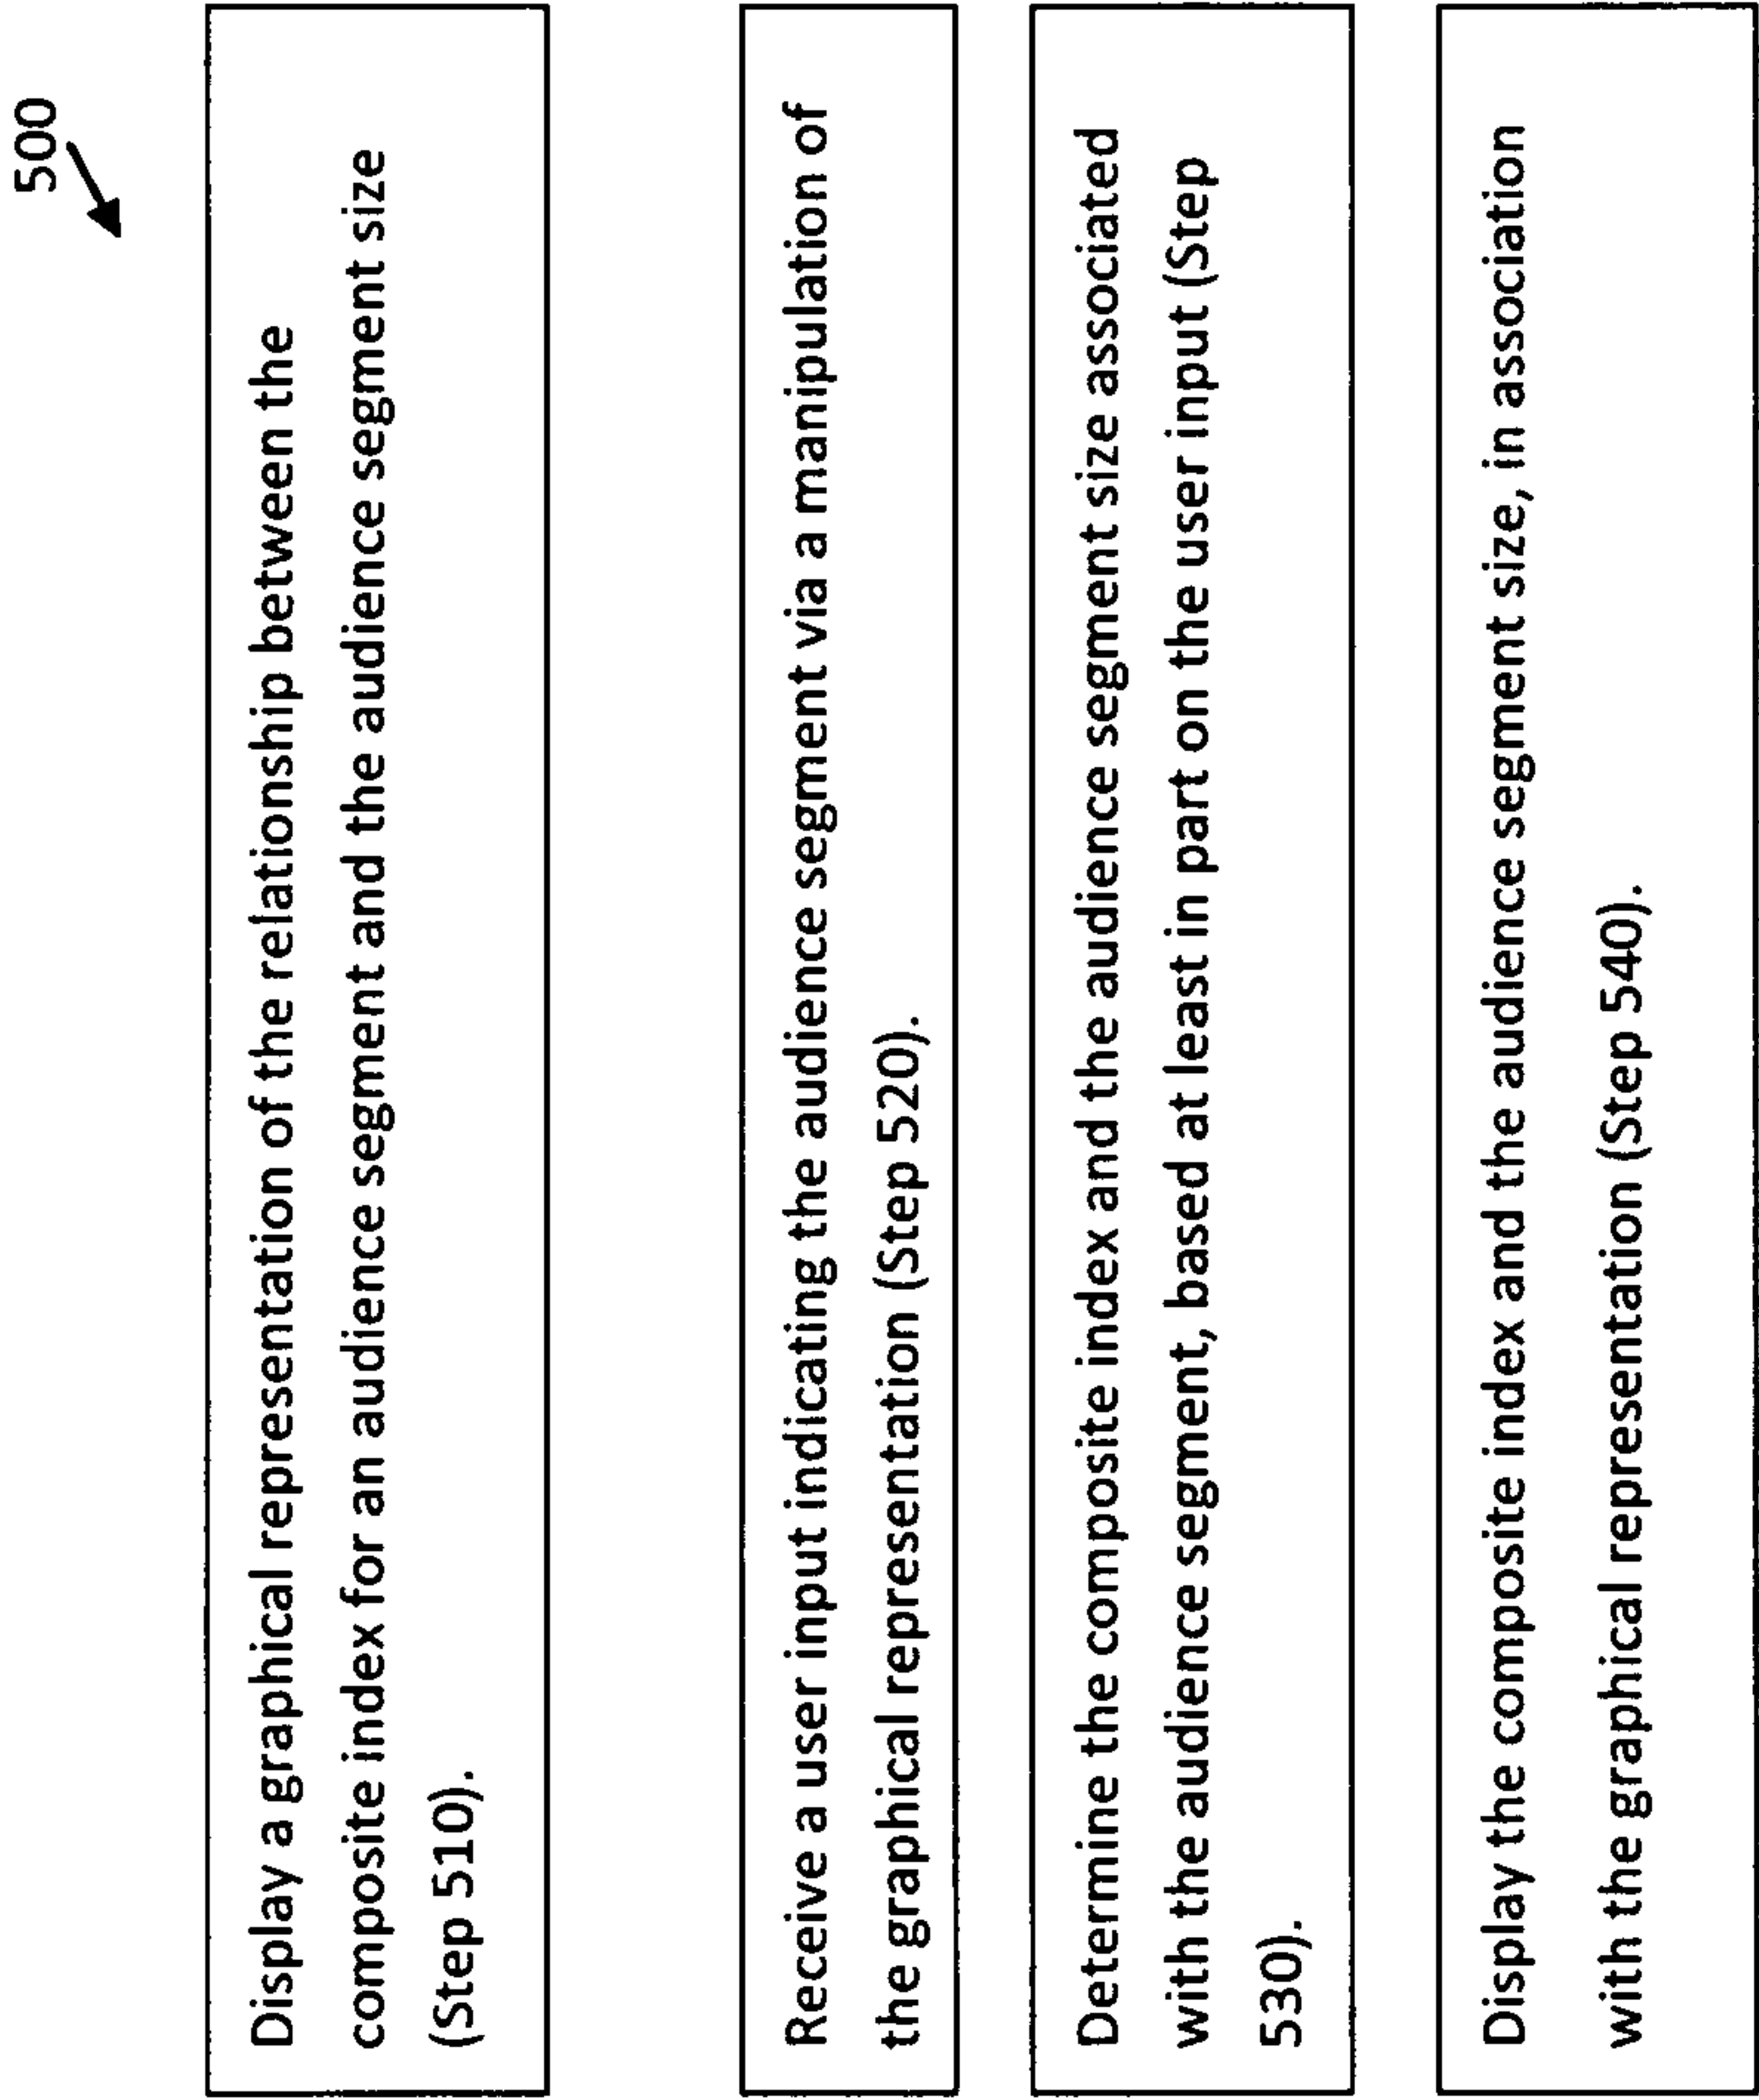 500
Display a graphical representation of the relationship between the
composite index for an audience segment and the audience segment size
(Step 510).
Receive a user input indicating the audience segment via a manipulation of
the graphical representation (Step 520).
Determine the composite index and the audience segment size associated
with the audience segment, based at least in part on the user input (Step
530).
Display the composite index and the audience segment size, in association
with the graphical representation (Step 540).